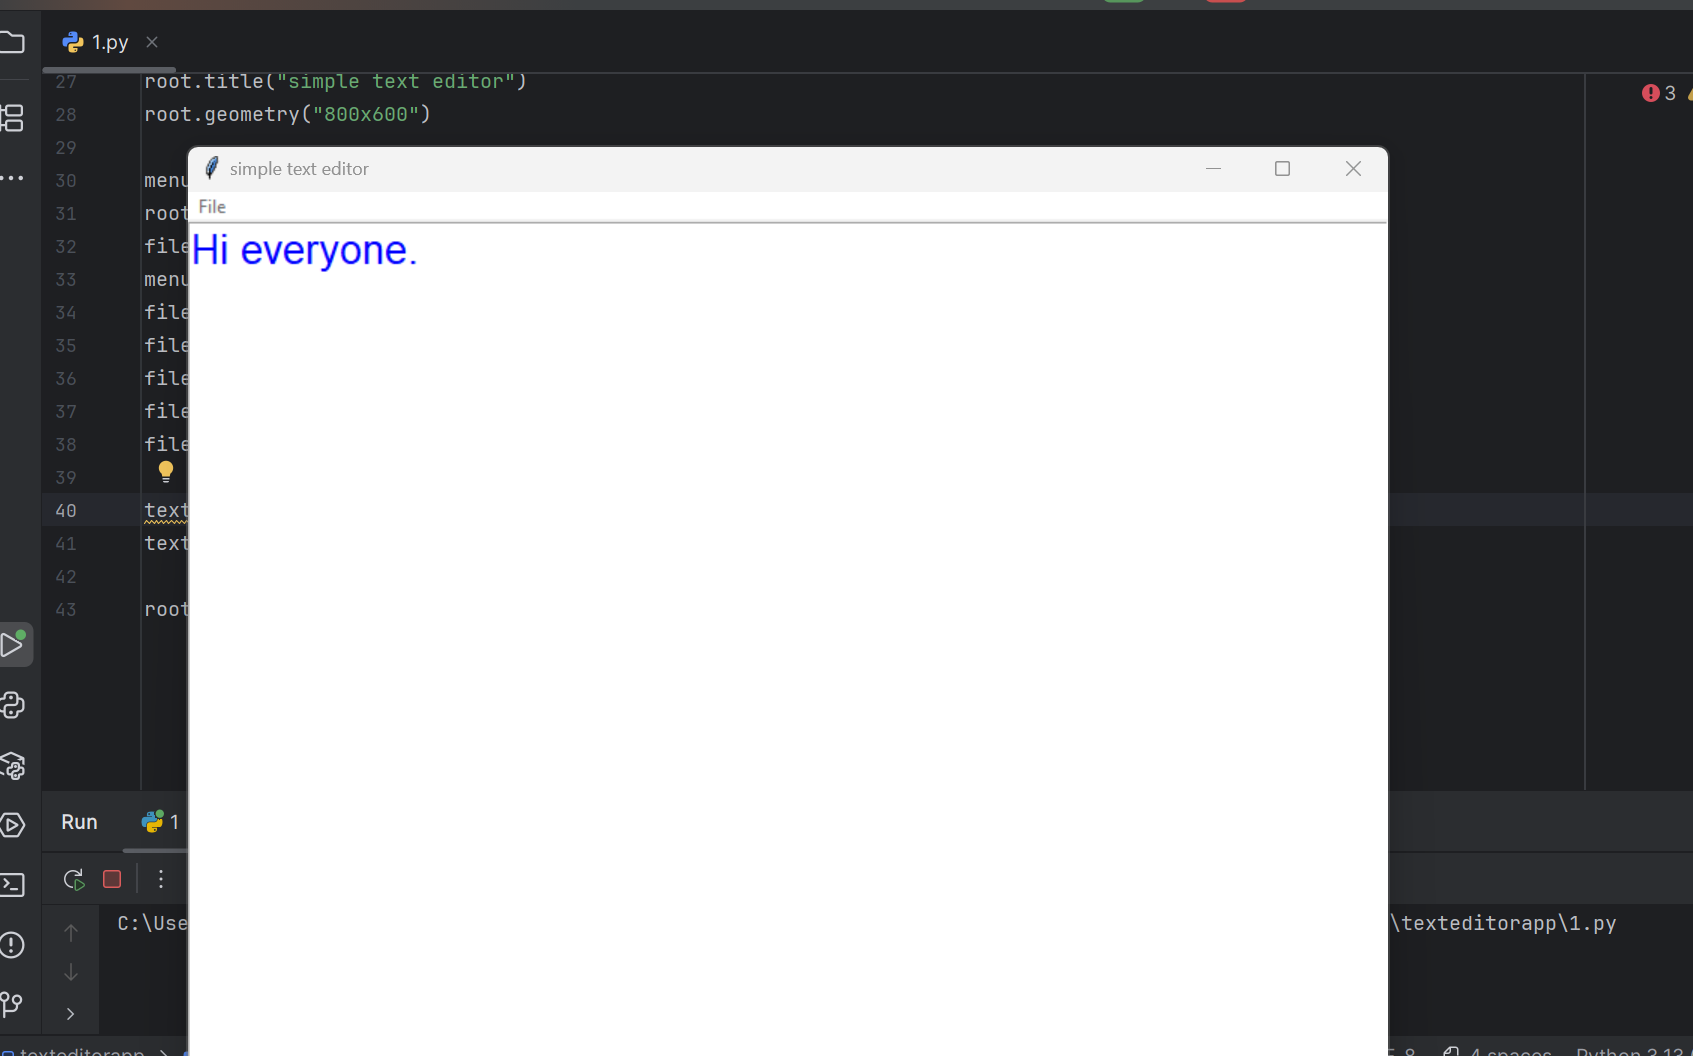 1.py
27 root.title("simple text editor")
3
28 root.geometry("800x600")
29
simple text editor
30 menu
File
31 root
32 file
Hi everyone.
33 menu
34 file
35 file
36 file
37 file
38 file
39
40 text
41 text
42
43 root
Run 1
C:\Use
\texteditorapp\1.py
texteditorapp
4 spaces
Python 3.13